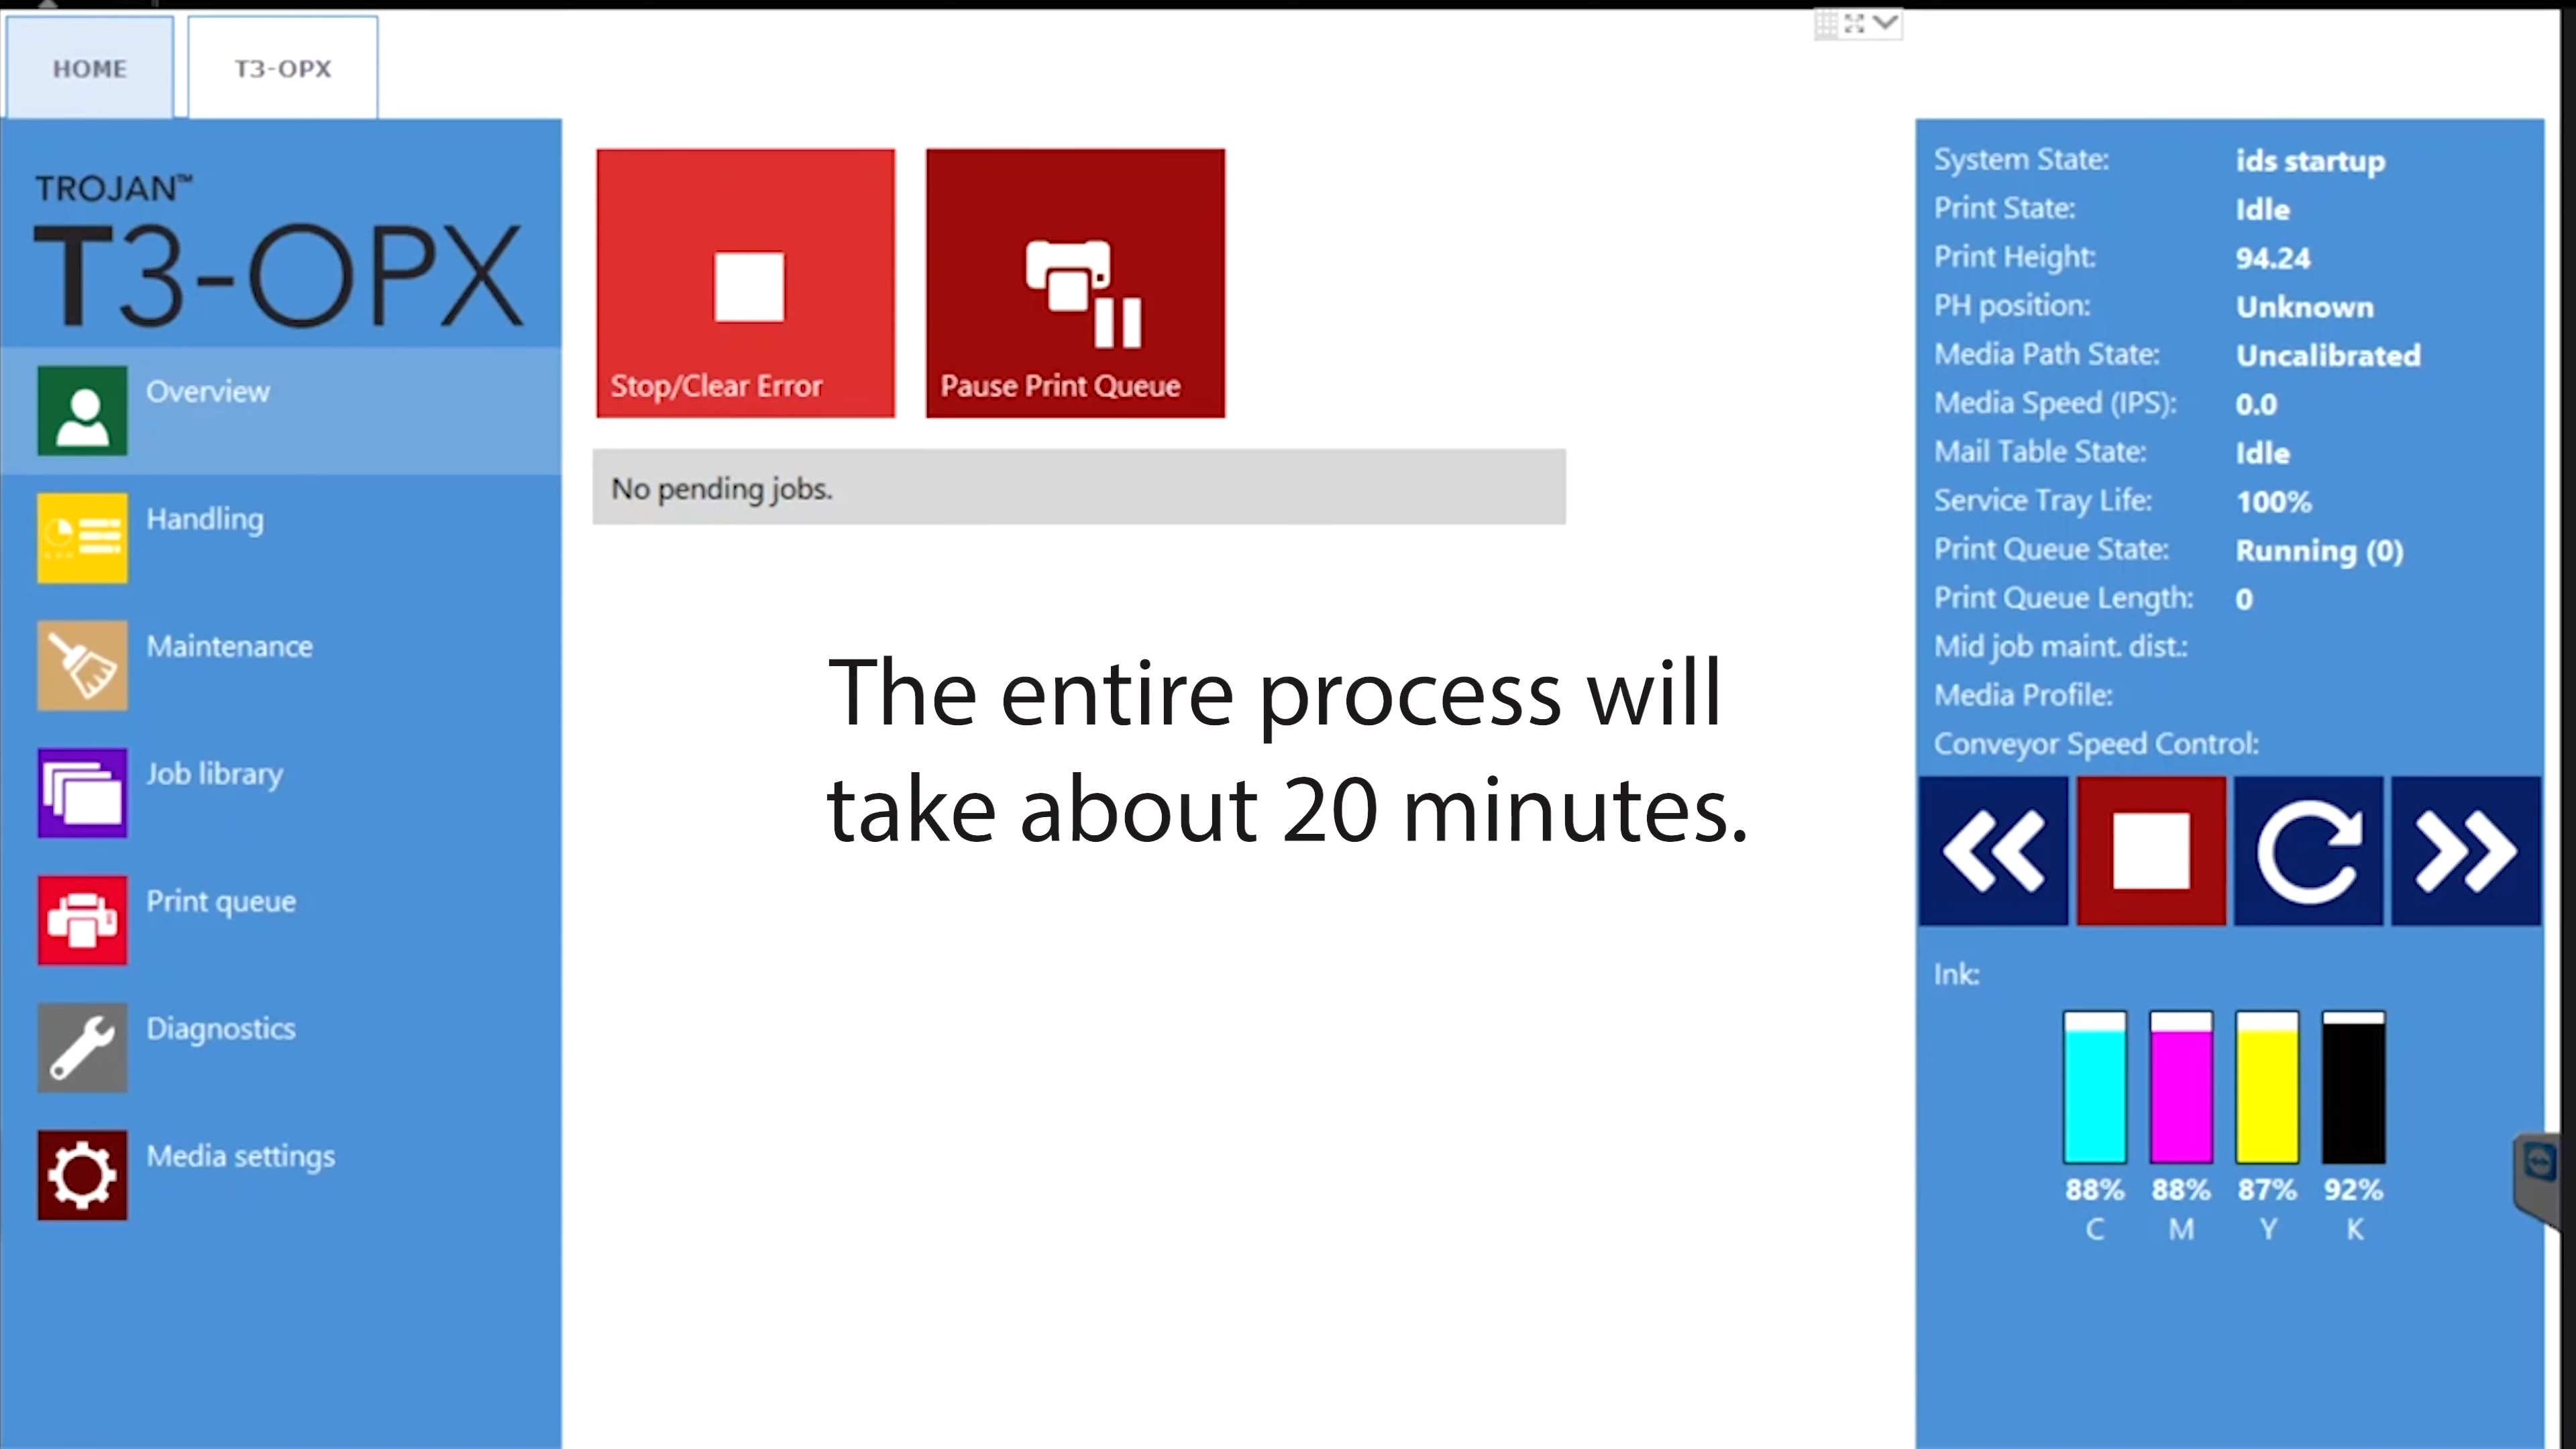 HOME
T3-OPX
TROJAN™
T3-OPX
Overview
Handling
Maintenance
Job library
Print queue
Diagnostics
Media settings
Stop/Clear Error
Pause Print Queue
No pending jobs.
The entire process will
take about 20 minutes.
System State: ids startup
Print State: Idle
Print Height: 94.24
PH position: Unknown
Media Path State: Uncalibrated
Media Speed (IPS): 0.0
Mail Table State: Idle
Service Tray Life: 100%
Print Queue State: Running (0)
Print Queue Length: 0
Mid job maint. dist.:
Media Profile:
Conveyor Speed Control:
Ink:
88% 88% 87% 92%
C M Y K